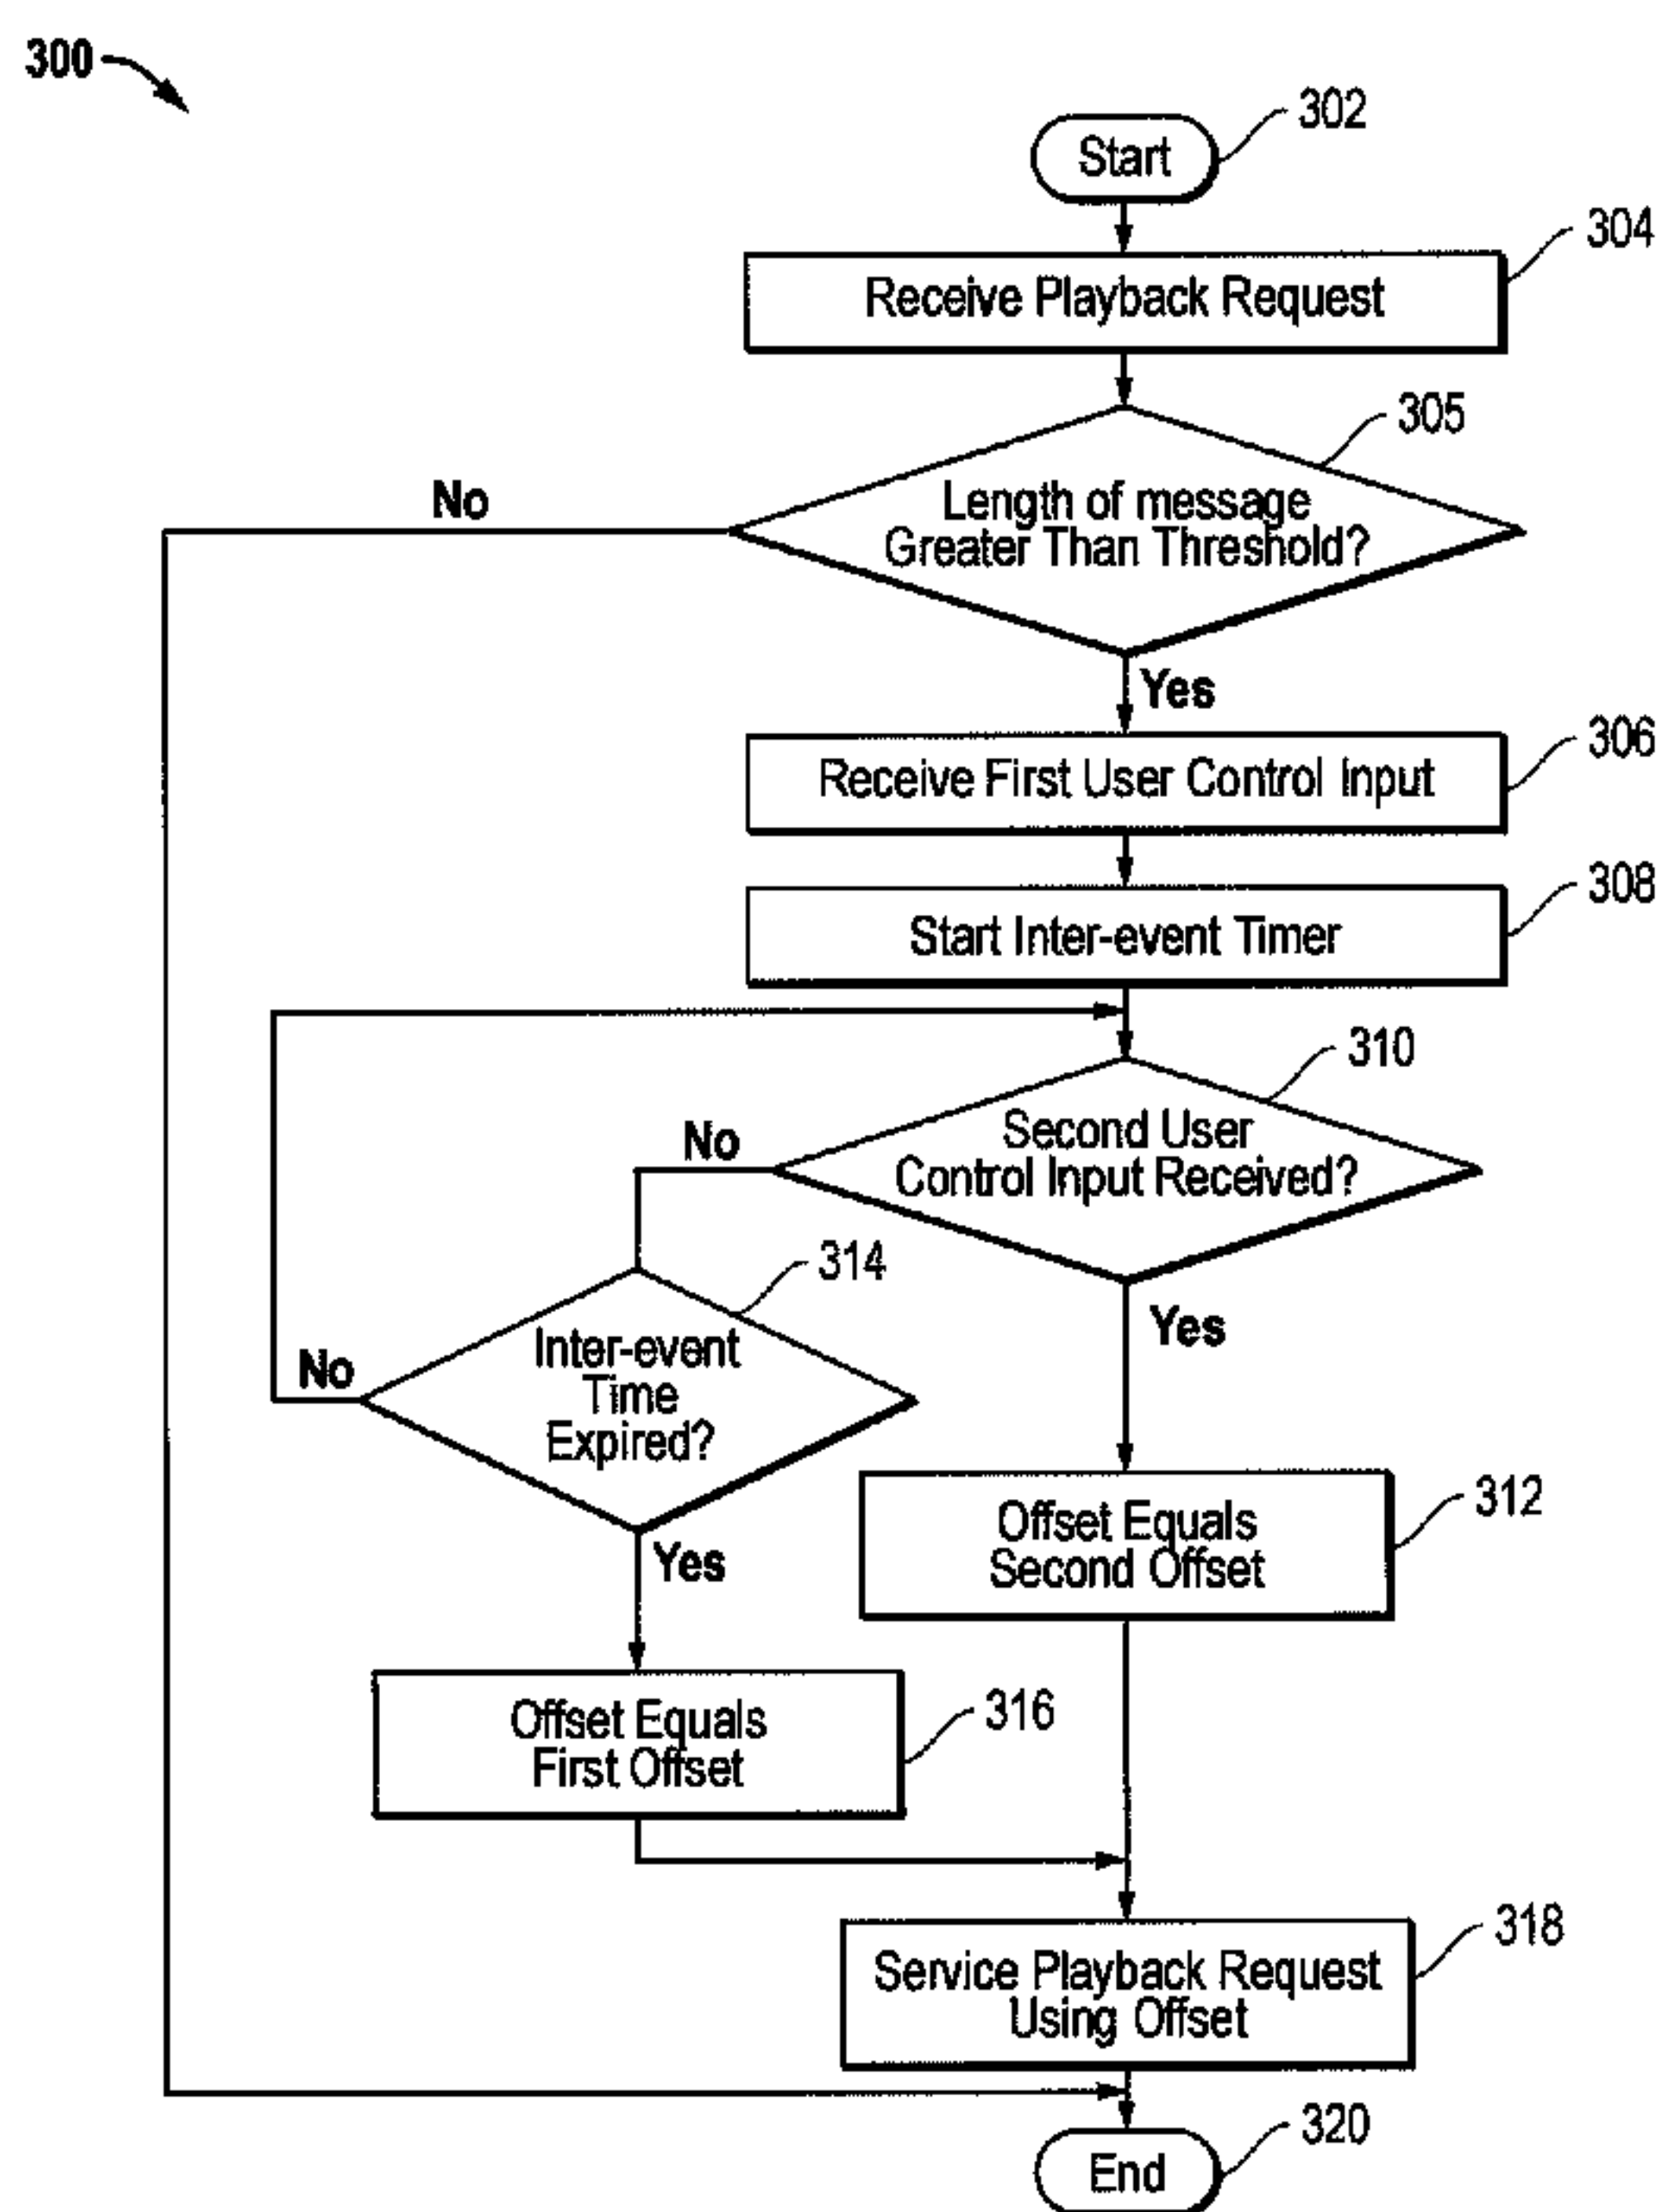 300
Start
302
Receive Playback Request
304
Length of message
Greater Than Threshold?
305
No
Yes
Receive First User Control Input
306
Start Inter-event Timer
308
Second User
Control Input Received?
310
No
Yes
Inter-event
Time
Expired?
314
No
Yes
Offset Equals
Second Offset
312
Offset Equals
First Offset
316
Service Playback Request
Using Offset
318
End
320